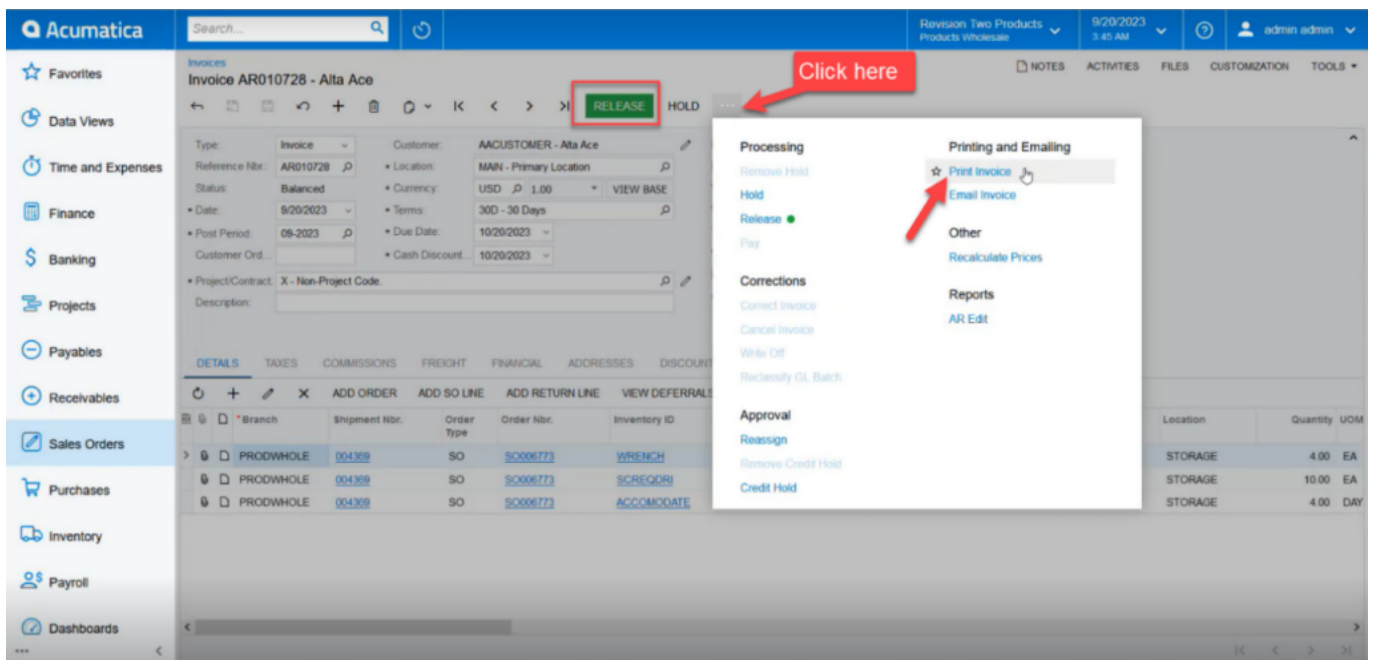 Acumatica
Search...
Revision Two Products
Products Wholesale
9/20/2023
3:45 AM
admin admin
Favorites
Data Views
Time and Expenses
Finance
Banking
Projects
Payables
Receivables
Sales Orders
Purchases
Inventory
Payroll
Dashboards
Invoices
Invoice AR010728 - Alta Ace
NOTES ACTIVITIES FILES CUSTOMIZATION TOOLS
Click here
RELEASE HOLD ...
Type: Invoice Customer: AACUSTOMER - Alta Ace
Reference Nbr.: AR010728 * Location: MAIN - Primary Location
Status: Balanced * Currency: USD 1.00 VIEW BASE
* Date: 9/20/2023 * Terms: 30D - 30 Days
* Post Period: 09-2023 * Due Date: 10/20/2023
Customer Ord... * Cash Discount... 10/20/2023
* Project/Contract: X - Non-Project Code.
Description:
Processing
Remove Hold
Hold
Release
Pay
Corrections
Correct Invoice
Cancel Invoice
Write Off
Reclassify GL Batch
Approval
Reassign
Remove Credit Hold
Credit Hold
Printing and Emailing
Print Invoice
Email Invoice
Other
Recalculate Prices
Reports
AR Edit
DETAILS TAXES COMMISSIONS FREIGHT FINANCIAL ADDRESSES DISCOUNT
ADD ORDER ADD SO LINE ADD RETURN LINE VIEW DEFERRALS
* Branch Shipment Nbr. Order Type Order Nbr. Inventory ID Location Quantity UOM
PRODWHOLE 004369 SO SO006773 WRENCH STORAGE 4.00 EA
PRODWHOLE 004369 SO SO006773 SCREQDRI STORAGE 10.00 EA
PRODWHOLE 004369 SO SO006773 ACCOMODATE STORAGE 4.00 DAY